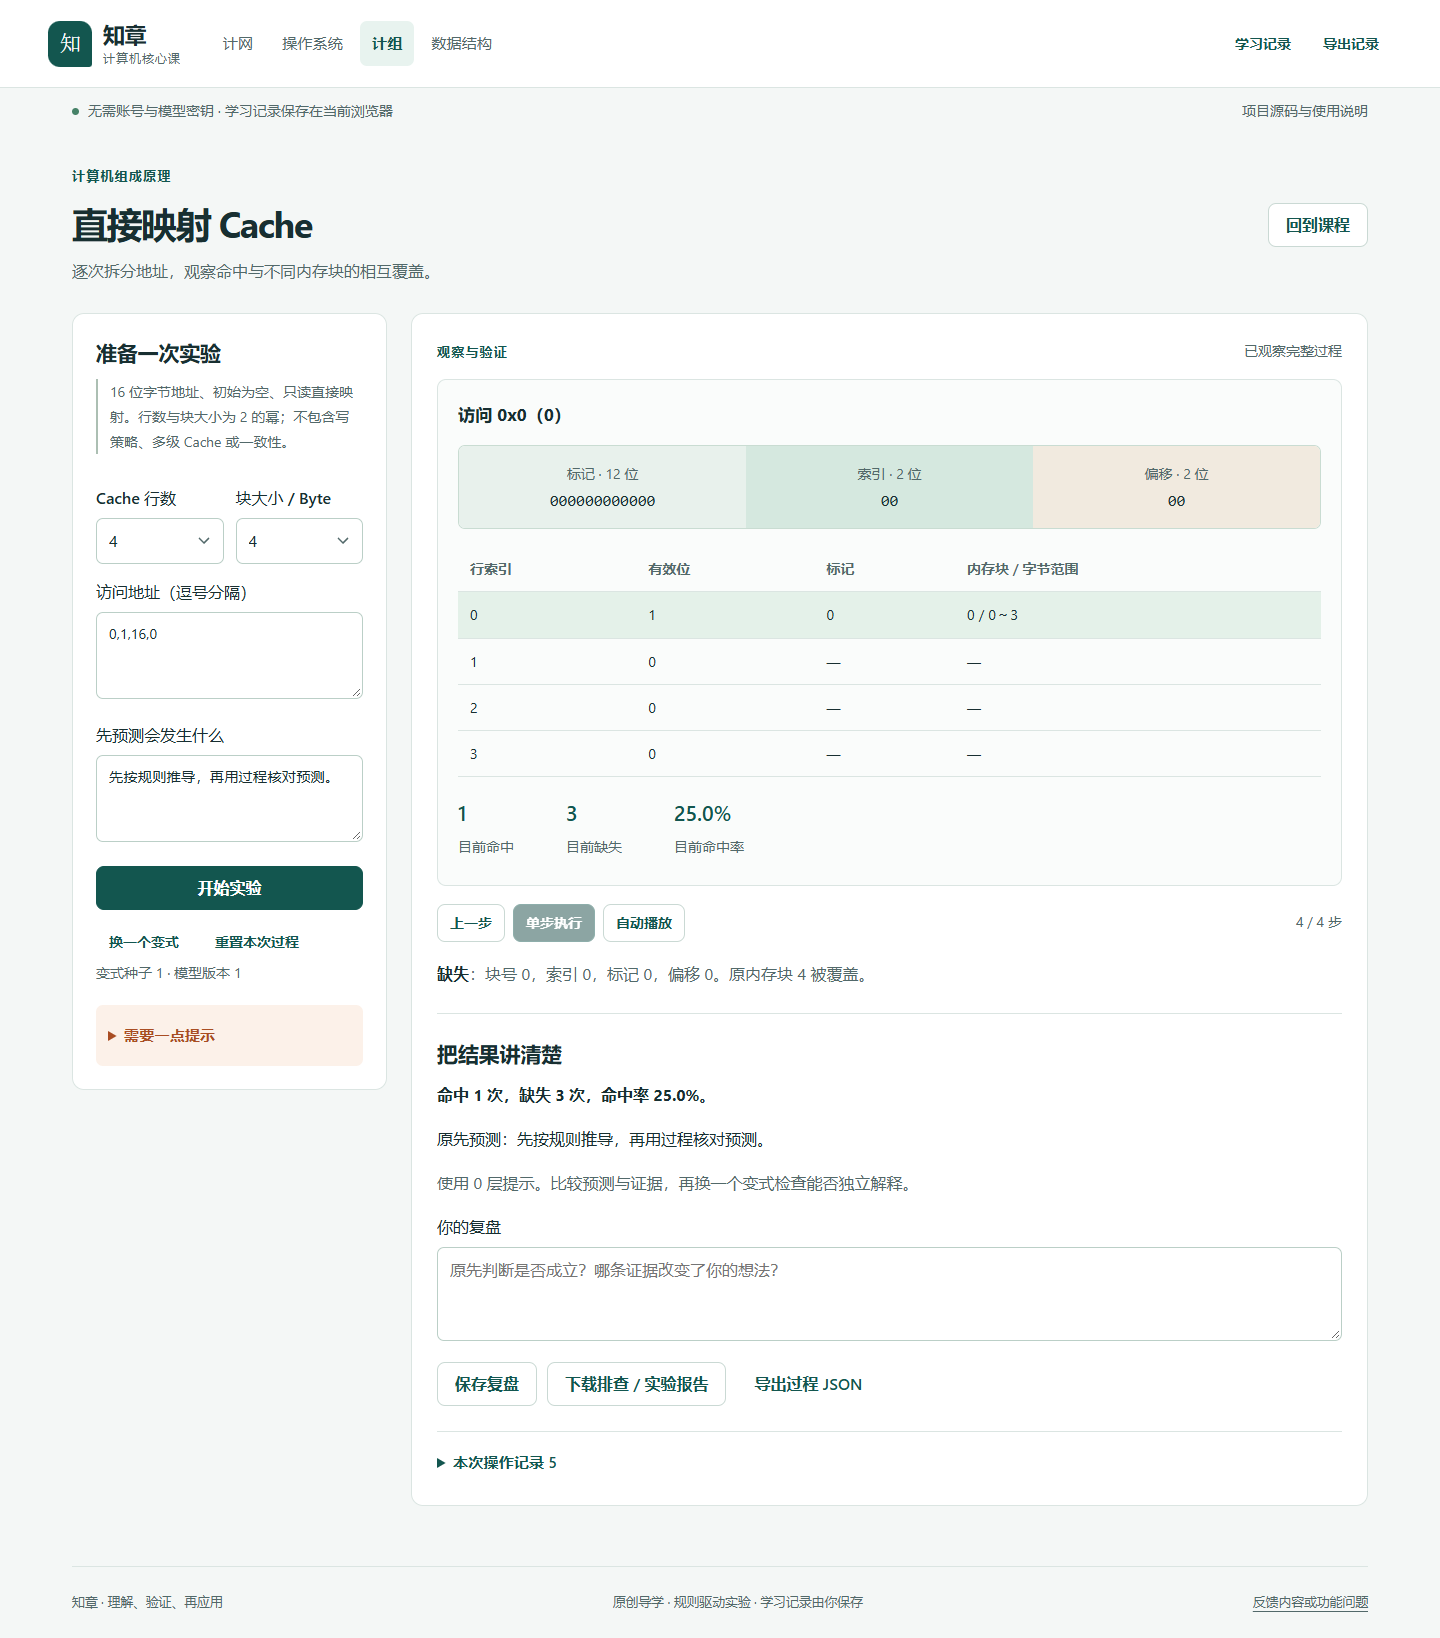 知
知章
计算机核心课
计网
操作系统
计组
数据结构
学习记录
导出记录
无需账号与模型密钥 · 学习记录保存在当前浏览器
项目源码与使用说明
计算机组成原理
直接映射 Cache
回到课程
逐次拆分地址，观察命中与不同内存块的相互覆盖。
准备一次实验
16 位字节地址、初始为空、只读直接映
射。行数与块大小为 2 的幂；不包含写
策略、多级 Cache 或一致性。
Cache 行数
块大小 / Byte
4
4
访问地址（逗号分隔）
0,1,16,0
先预测会发生什么
先按规则推导，再用过程核对预测。
开始实验
换一个变式
重置本次过程
变式种子 1 · 模型版本 1
需要一点提示
观察与验证
已观察完整过程
访问 0x0（0）
标记 · 12 位
000000000000
索引 · 2 位
00
偏移 · 2 位
00
行索引 有效位 标记 内存块 / 字节范围
0 1 0 0 / 0 ~ 3
1 0 — —
2 0 — —
3 0 — —
1
目前命中
3
目前缺失
25.0%
目前命中率
上一步
单步执行
自动播放
4 / 4 步
缺失：块号 0，索引 0，标记 0，偏移 0。原内存块 4 被覆盖。
把结果讲清楚
命中 1 次，缺失 3 次，命中率 25.0%。
原先预测：先按规则推导，再用过程核对预测。
使用 0 层提示。比较预测与证据，再换一个变式检查能否独立解释。
你的复盘
原先判断是否成立？哪条证据改变了你的想法？
保存复盘
下载排查 / 实验报告
导出过程 JSON
本次操作记录 5
知章 · 理解、验证、再应用
原创导学 · 规则驱动实验 · 学习记录由你保存
反馈内容或功能问题